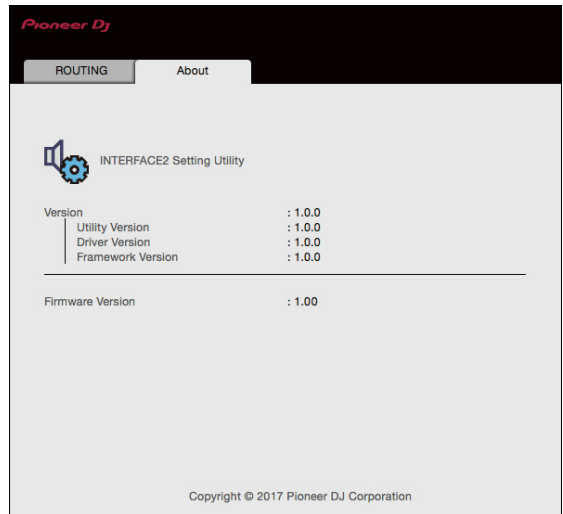 Pioneer Dj
ROUTING
About
INTERFACE2 Setting Utility
Version : 1.0.0
Utility Version : 1.0.0
Driver Version : 1.0.0
Framework Version : 1.0.0
Firmware Version : 1.00
Copyright © 2017 Pioneer DJ Corporation